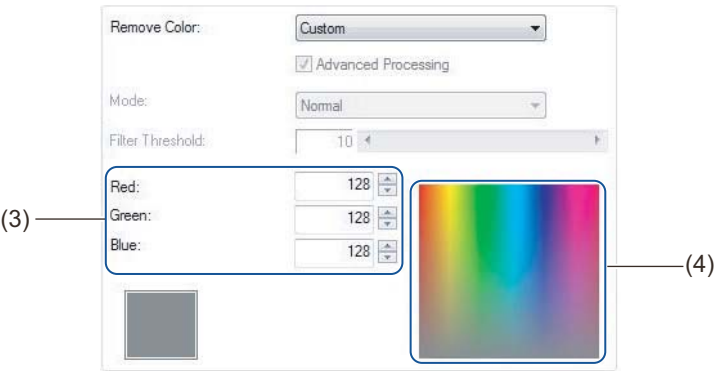 Remove Color: Custom
Advanced Processing
Mode: Normal
Filter Threshold: 10
Red: 128
(3) Green: 128
Blue: 128
(4)